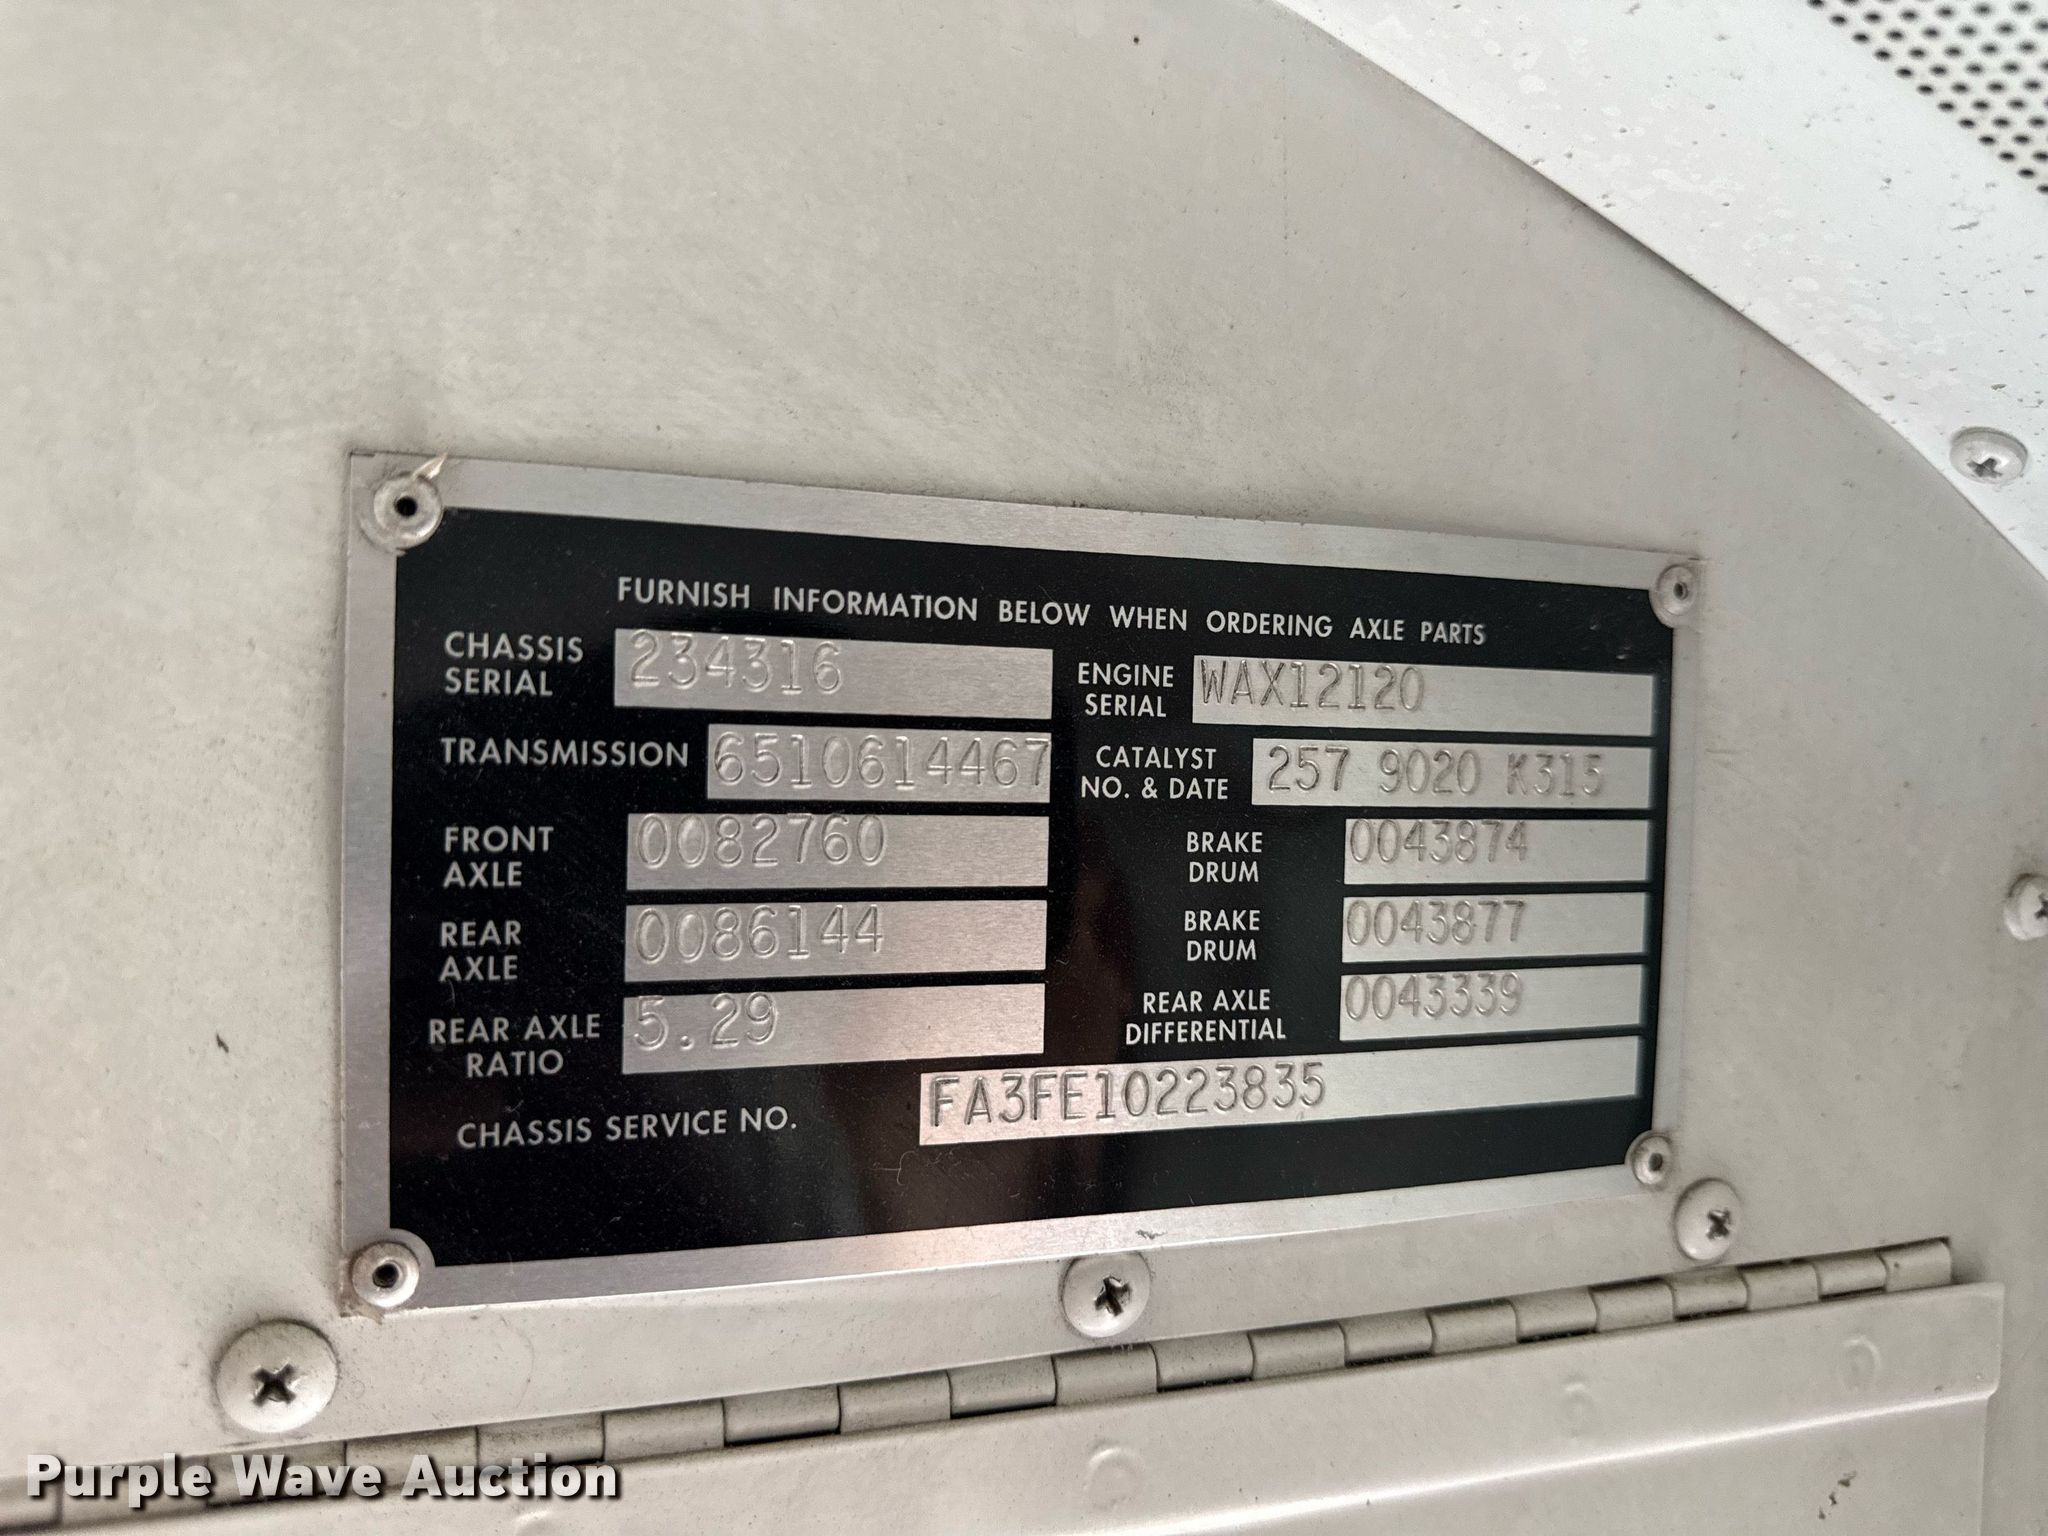 FURNISH INFORMATION BELOW WHEN ORDERING AXLE PARTS
CHASSIS
SERIAL
234316
ENGINE
SERIAL
WAX12120
TRANSMISSION
6510614467
CATALYST
NO. & DATE
257 9020 K315
FRONT
AXLE
0082760
BRAKE
DRUM
0043874
REAR
AXLE
0086144
BRAKE
DRUM
0043877
REAR AXLE
RATIO
5.29
REAR AXLE
DIFFERENTIAL
0043339
CHASSIS SERVICE NO.
FA3FE10223835
Purple Wave Auction